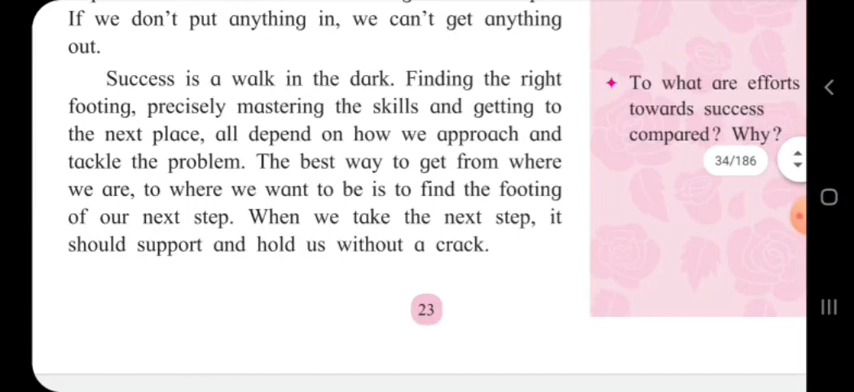 If we don't put anything in, we can't get anything
out.
Success is a walk in the dark. Finding the right
footing, precisely mastering the skills and getting to
the next place, all depend on how we approach and
tackle the problem. The best way to get from where
we are, to where we want to be is to find the footing
of our next step. When we take the next step, it
should support and hold us without a crack.
✦ To what are efforts
towards success
compared? Why?
34/186
23